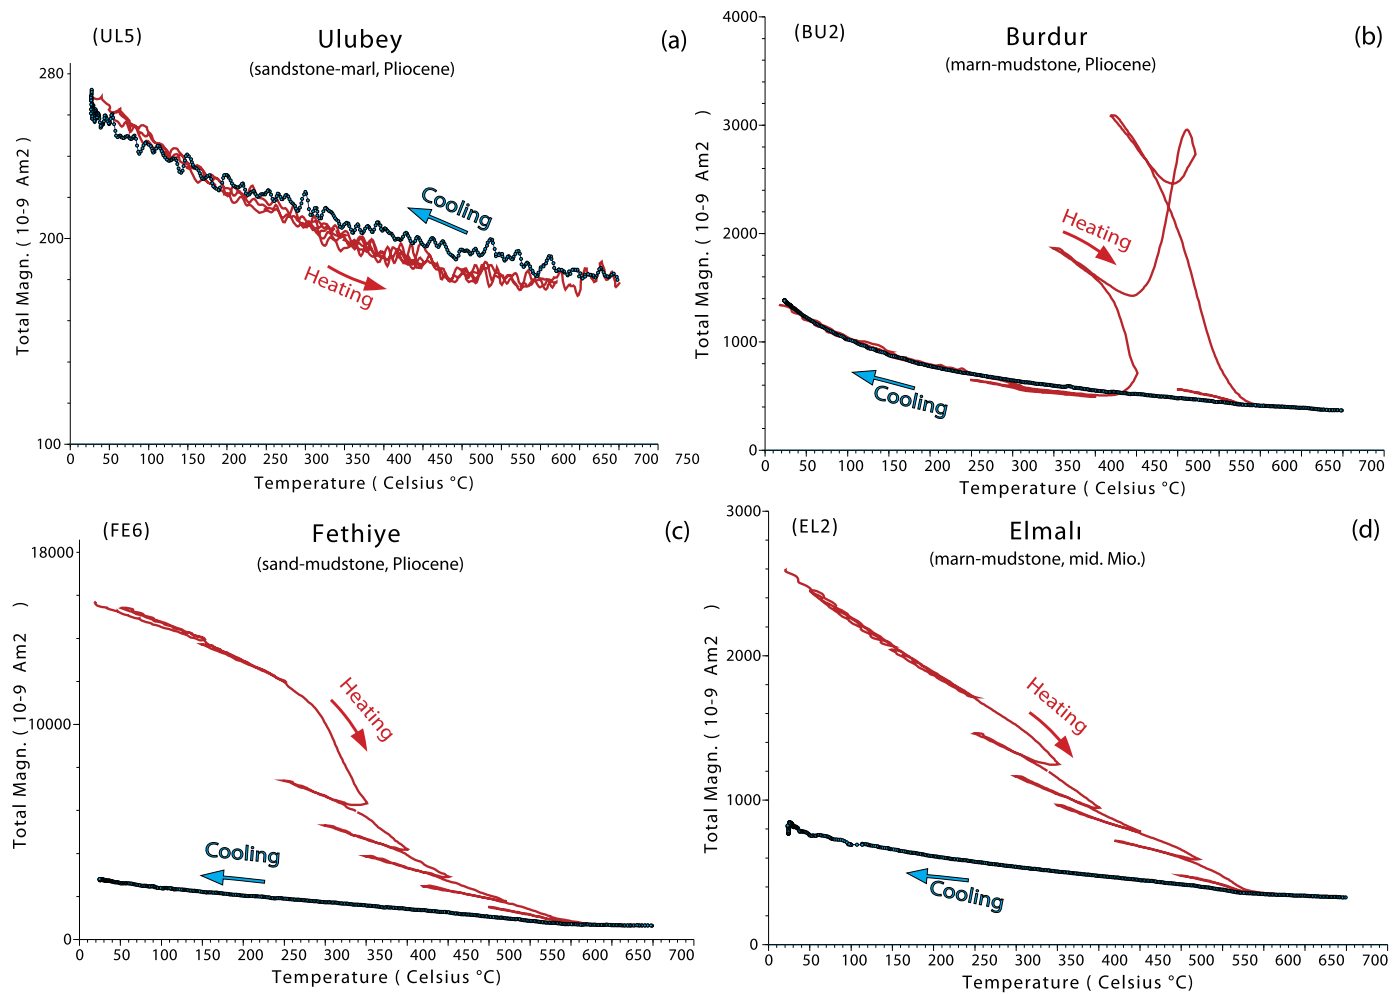 (UL5)
Ulubey
(a)
(sandstone-marl, Pliocene)
280
200
100
Total Magn. ( 10-9 Am2 )
Cooling
Heating
0 50 100 150 200 250 300 350 400 450 500 550 600 650 750
Temperature ( Celsius °C)
(BU2)
Burdur
(b)
(marn-mudstone, Pliocene)
4000
3000
2000
1000
0
Total Magn. ( 10-9 Am2 )
Heating
Cooling
0 50 100 150 200 250 300 350 400 450 500 550 600 650 700
Temperature ( Celsius °C)
(FE6)
Fethiye
(c)
(sand-mudstone, Pliocene)
18000
10000
0
Total Magn. ( 10-9 Am2 )
Heating
Cooling
0 50 100 150 200 250 300 350 400 450 500 550 600 650 700
Temperature ( Celsius °C)
(EL2)
Elmalı
(d)
(marn-mudstone, mid. Mio.)
3000
2000
1000
0
Total Magn. ( 10-9 Am2 )
Heating
Cooling
0 50 100 150 200 250 300 350 400 450 500 550 600 650 700
Temperature ( Celsius °C)